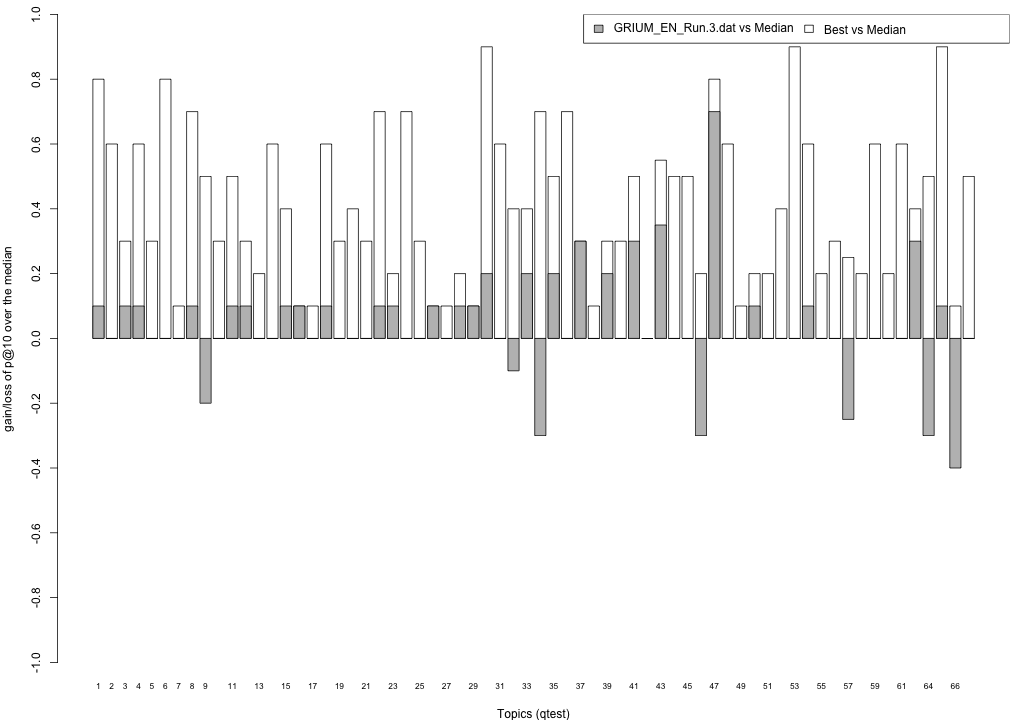 GRIUM_EN_Run.3.dat vs Median Best vs Median
gain/loss of p@10 over the median
1.0
0.8
0.6
0.4
0.2
0.0
-0.2
-0.4
-0.6
-0.8
-1.0
1 2 3 4 5 6 7 8 9 11 13 15 17 19 21 23 25 27 29 31 33 35 37 39 41 43 45 47 49 51 53 55 57 59 61 64 66
Topics (qtest)